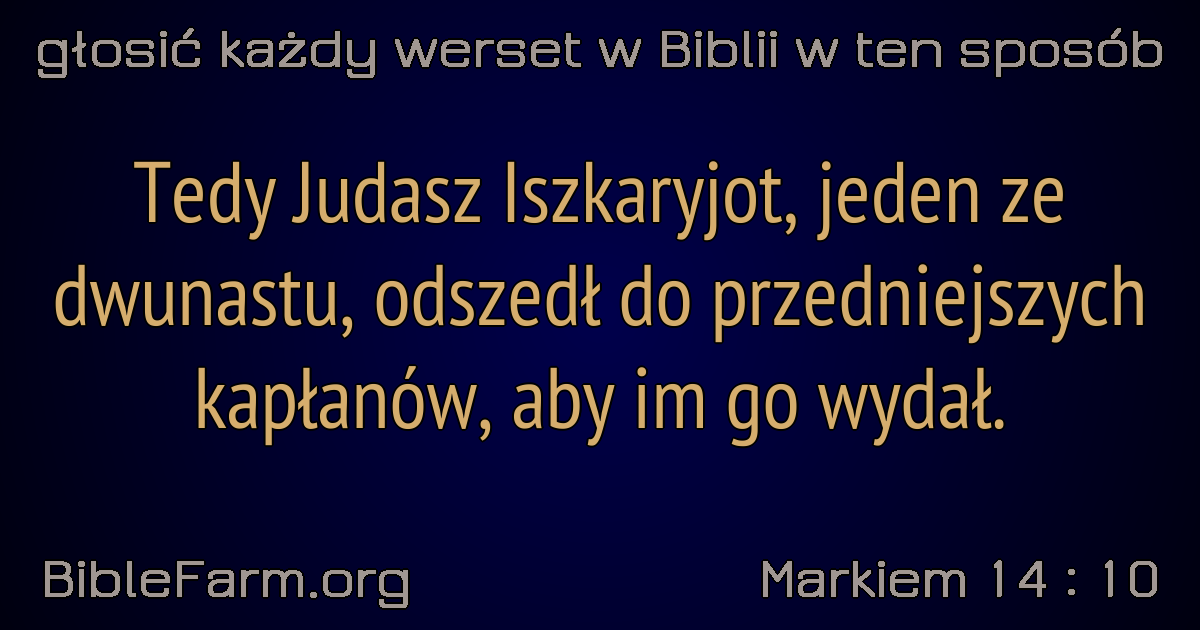 głosić każdy werset w Biblii w ten sposób
Tedy Judasz Iszkaryjot, jeden ze
dwunastu, odszedł do przedniejszych
kapłanów, aby im go wydał.
BibleFarm.org
Markiem 14 : 10